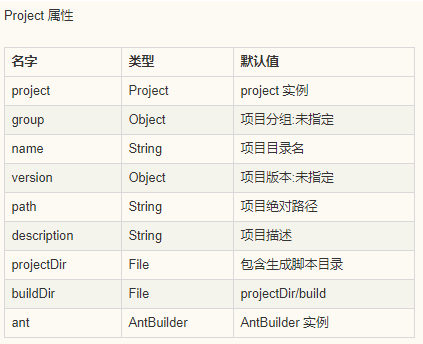 Project 属性
名字 类型 默认值
project Project project 实例
group Object 项目分组:未指定
name String 项目目录名
version Object 项目版本:未指定
path String 项目绝对路径
description String 项目描述
projectDir File 包含生成脚本目录
buildDir File projectDir/build
ant AntBuilder AntBuilder 实例